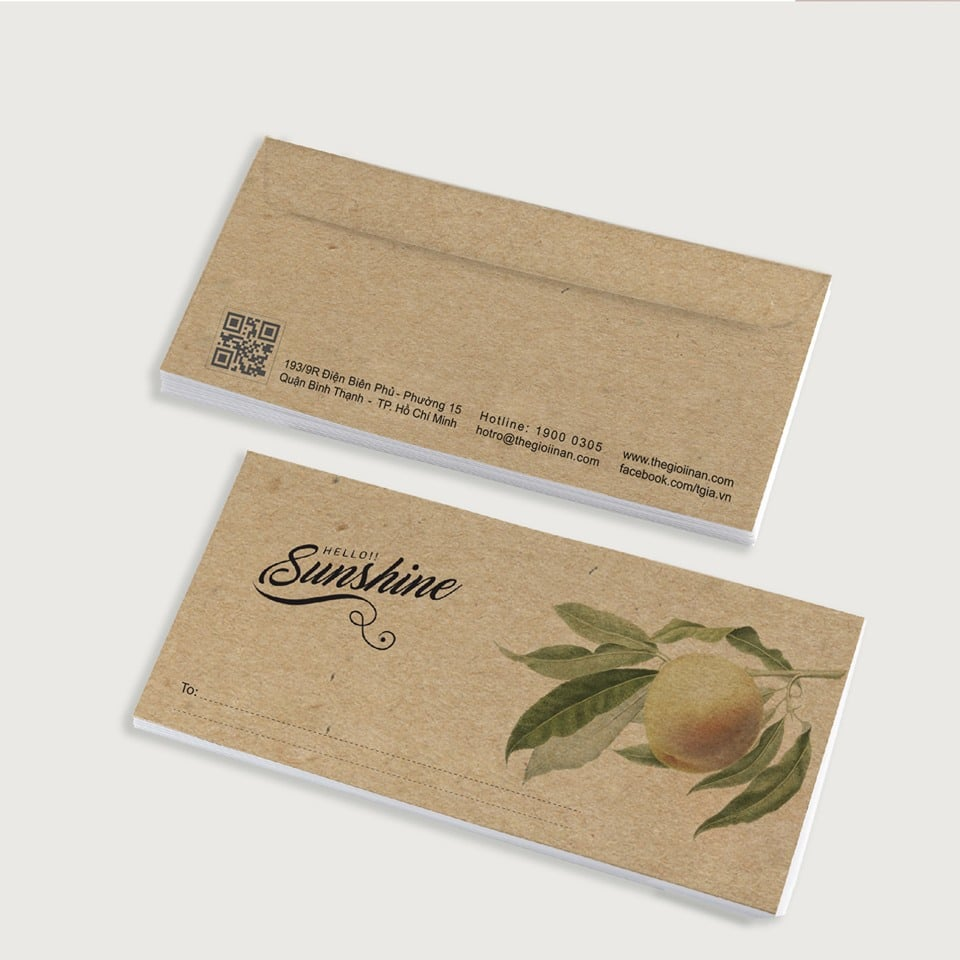 193/9R Điện Biên Phủ - Phường 15
Quận Bình Thạnh - TP. Hồ Chí Minh
Hotline: 1900 0305
hotro@thegioiinan.com
www.thegioiinan.com
facebook.com/tgia.vn
HELLO!!
Sunshine
To: